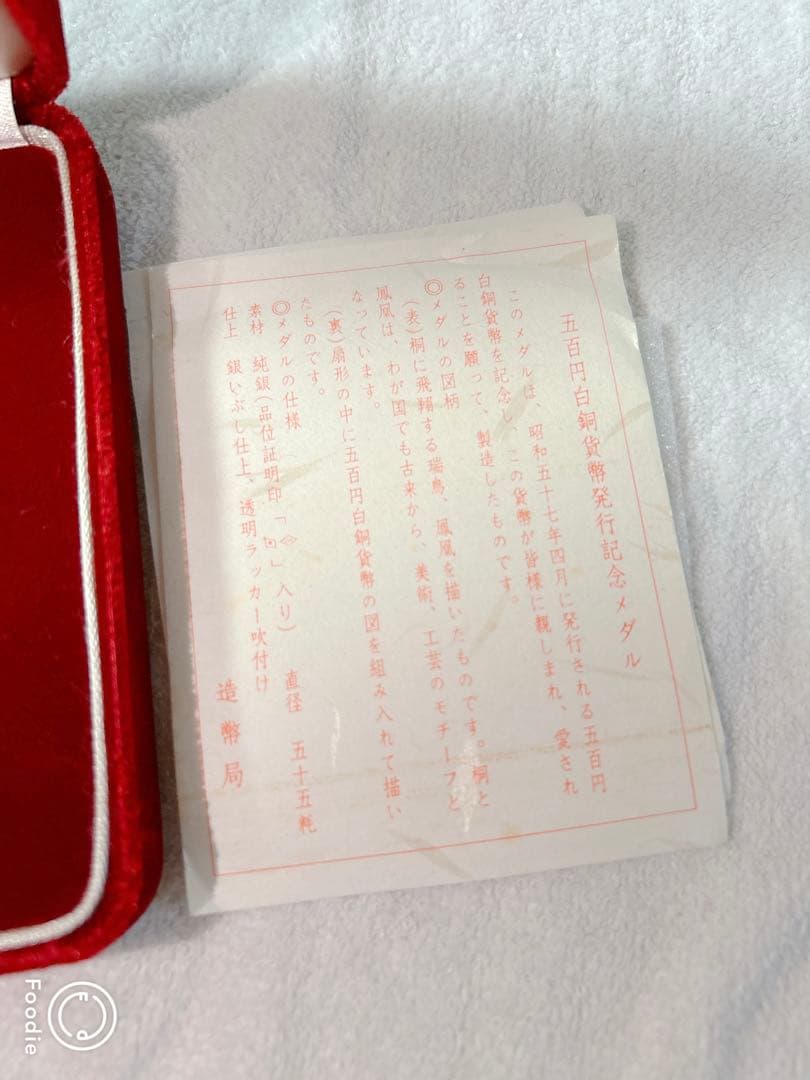 五百円白銅貨幣発行記念メダル
このメダルは、昭和五十七年四月に発行される五百円
白銅貨幣を記念し、この貨幣が皆様に親しまれ、愛され
ることを願って、製造したものです。
◎メダルの図柄
(表)桐に飛翔する瑞鳥、鳳凰を描いたものです。桐と
鳳凰は、わが国でも古来から、美術、工芸のモチーフと
なっています。
(裏)扇形の中に五百円白銅貨幣の図を組み入れて描い
たものです。
◎メダルの仕様
素材 純銀(品位証明印「」入り) 直径 五十五粍
仕上 銀いぶし仕上、透明ラッカー吹付け
造幣局
Foodie